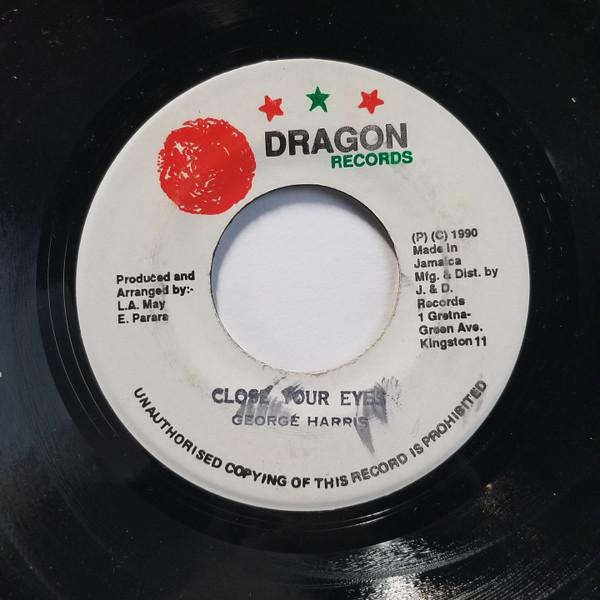 DRAGON
RECORDS
Produced and
Arranged by:-
L.A. May
E. Parara
(P) (C) 1990
Made in
Jamaica
Mfg. & Dist. by
J. & D.
Records
1 Gretna-
Green Ave.
Kingston 11
CLOSE YOUR EYES
GEORGE HARRIS
UNAUTHORISED COPYING OF THIS RECORD IS PROHIBITED